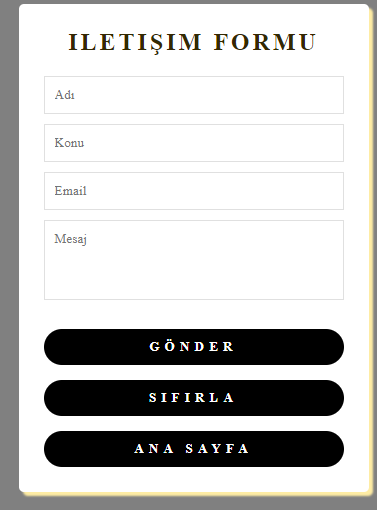 ILETIŞIM FORMU
Adı
Konu
Email
Mesaj
GÖNDER
SIFIRLA
ANA SAYFA